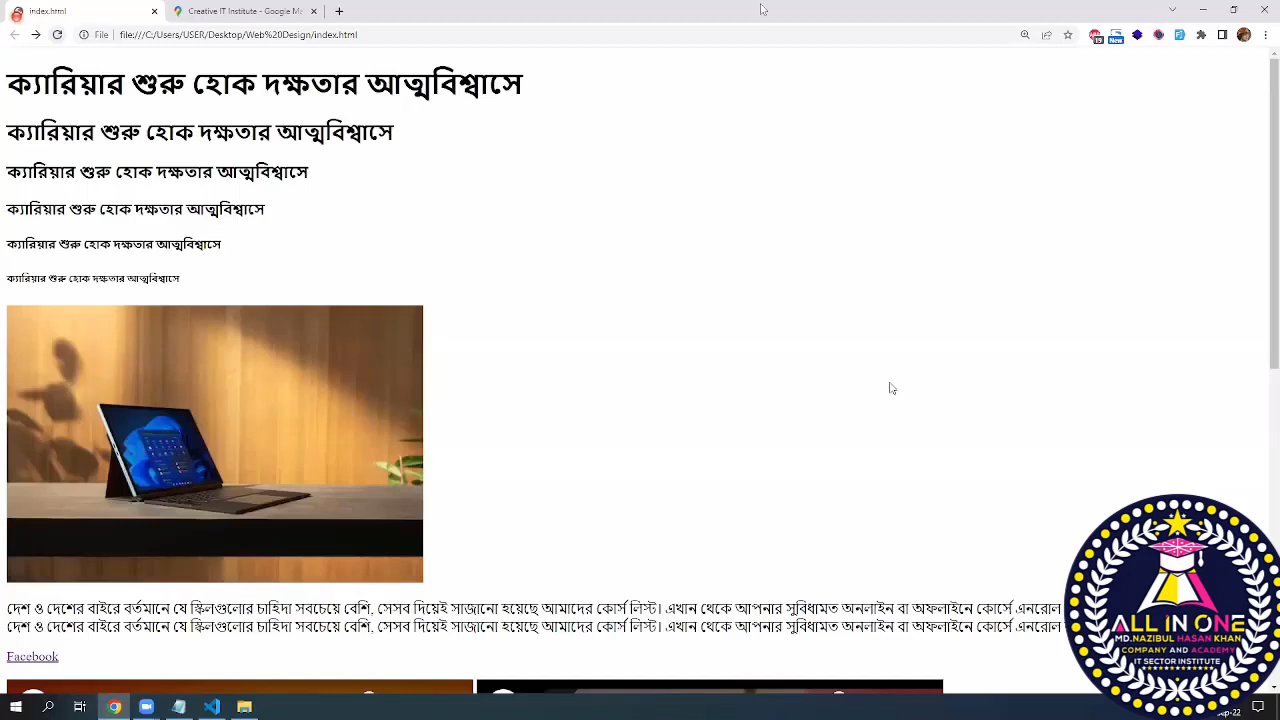 index.html
Creative IT Institute - Google Ma
File
file:///C:/Users/USER/Desktop/Web%20Design/index.html
15
New
ক্যারিয়ার শুরু হোক দক্ষতার আত্মবিশ্বাসে
ক্যারিয়ার শুরু হোক দক্ষতার আত্মবিশ্বাসে
ক্যারিয়ার শুরু হোক দক্ষতার আত্মবিশ্বাসে
ক্যারিয়ার শুরু হোক দক্ষতার আত্মবিশ্বাসে
ক্যারিয়ার শুরু হোক দক্ষতার আত্মবিশ্বাসে
ক্যারিয়ার শুরু হোক দক্ষতার আত্মবিশ্বাসে
দেশ ও দেশের বাইরে বর্তমানে যে স্কিলগুলোর চাহিদা সবচেয়ে বেশি, সেসব দিয়েই সাজানো হয়েছে আমাদের কোর্স লিস্ট। এখান থেকে আপনার সুবিধামত অনলাইন বা অফলাইনে কোর্সে এনরোল
দেশ ও দেশের বাইরে বর্তমানে যে স্কিলগুলোর চাহিদা সবচেয়ে বেশি, সেসব দিয়েই সাজানো হয়েছে আমাদের কোর্স লিস্ট। এখান থেকে আপনার সুবিধামত অনলাইন বা অফলাইনে কোর্সে এনরোল
Facebook
ALL IN ONE
MD.NAZIBUL HASAN KHAN
COMPANY AND ACADEMY
IT SECTOR INSTITUTE